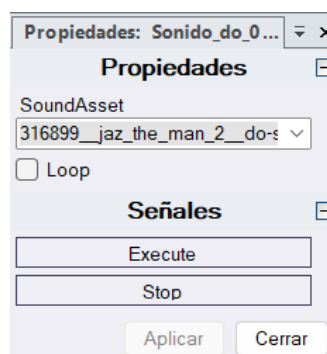 Propiedades: Sonido_do_0...
Propiedades
SoundAsset
316899__jaz_the_man_2__do-s
Loop
Señales
Execute
Stop
Aplicar Cerrar